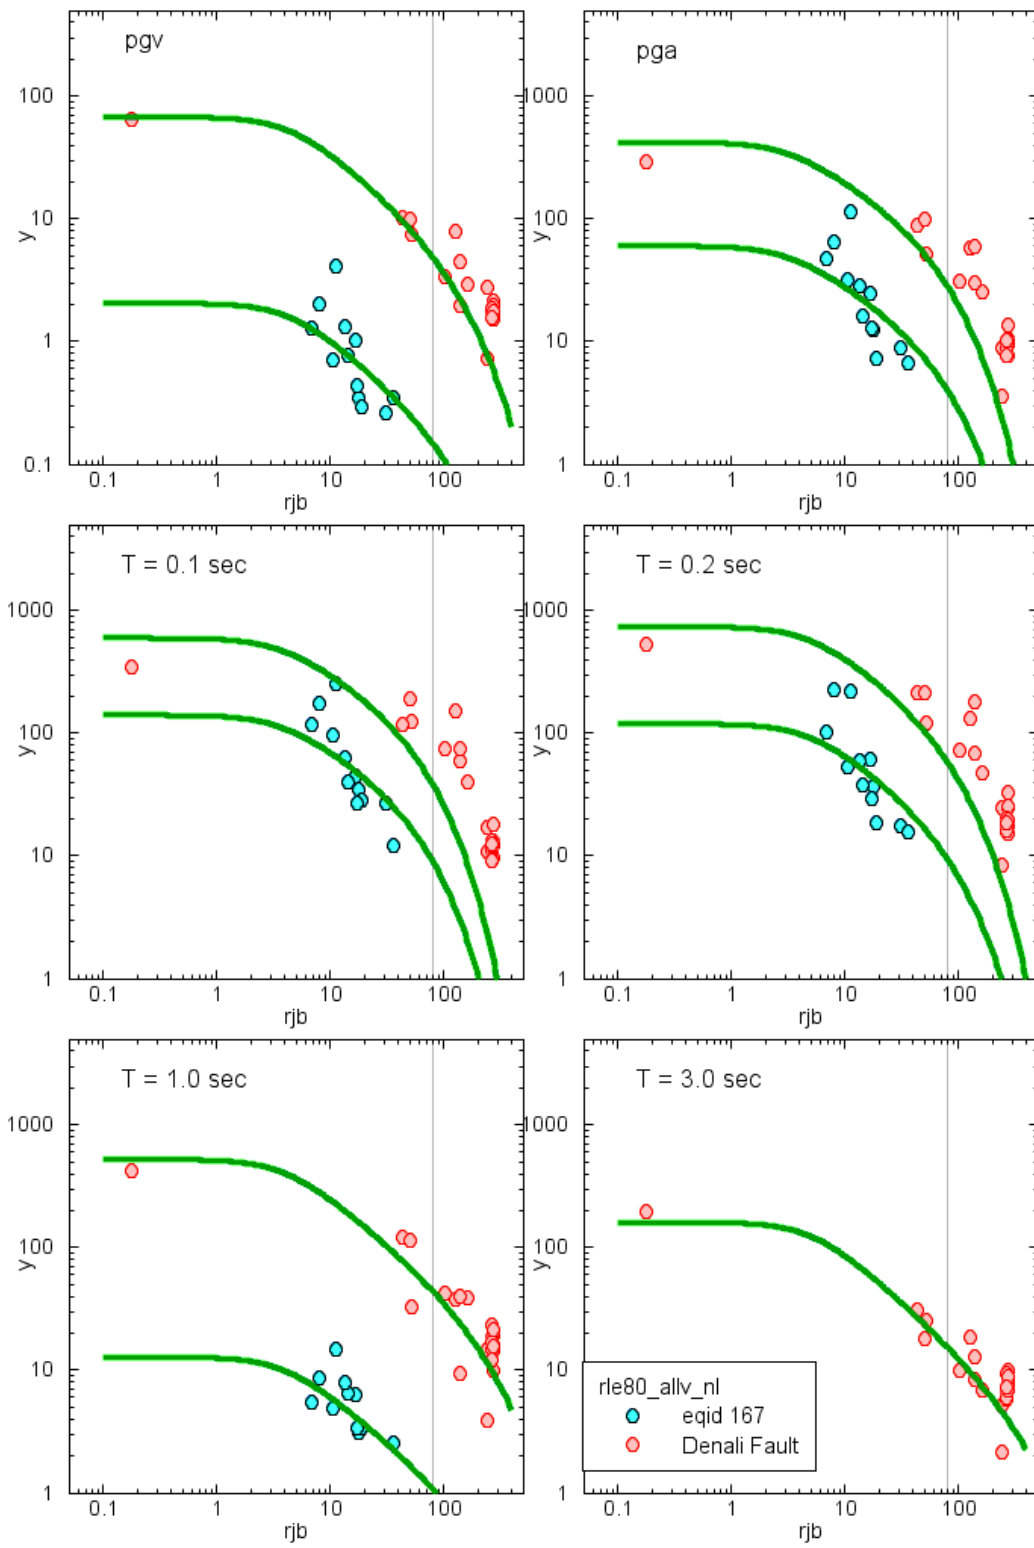 pgv
100
10
1
0.1
y
0.1 1 10 100
rjb
pga
1000
100
10
1
y
0.1 1 10 100
rjb
T = 0.1 sec
1000
100
10
1
y
0.1 1 10 100
rjb
T = 0.2 sec
1000
100
10
1
y
0.1 1 10 100
rjb
T = 1.0 sec
1000
100
10
1
y
0.1 1 10 100
rjb
T = 3.0 sec
1000
100
10
1
y
0.1 1 10 100
rjb
rle80_allv_nl
eqid 167
Denali Fault